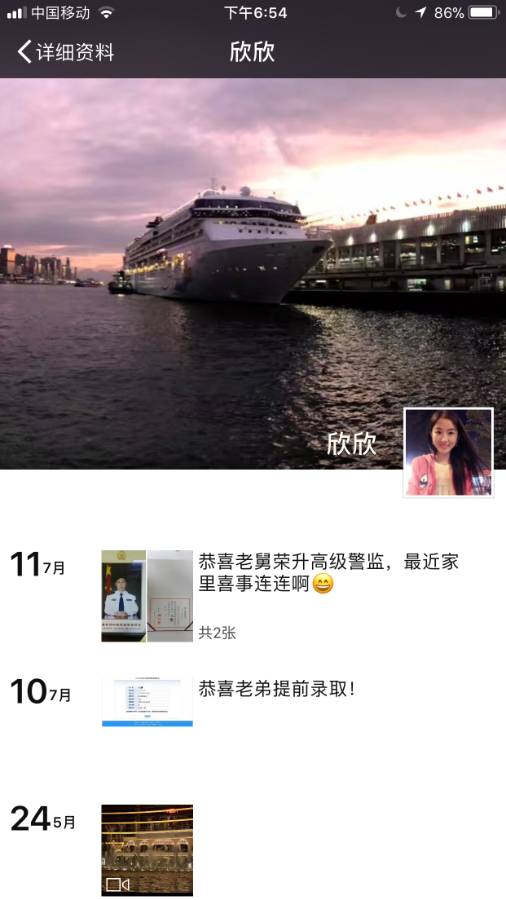 中国移动
下午6:54
86%
详细资料
欣欣
欣欣
11 7月
恭喜老舅荣升高级警监，最近家
里喜事连连啊😄
共2张
10 7月
恭喜老弟提前录取！
24 5月